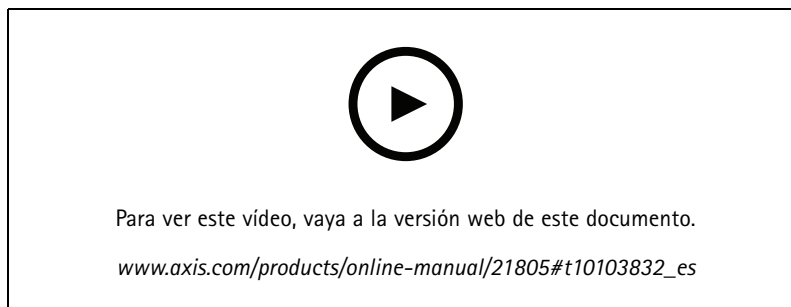 Para ver este vídeo, vaya a la versión web de este documento.
www.axis.com/products/online-manual/21805#t10103832_es